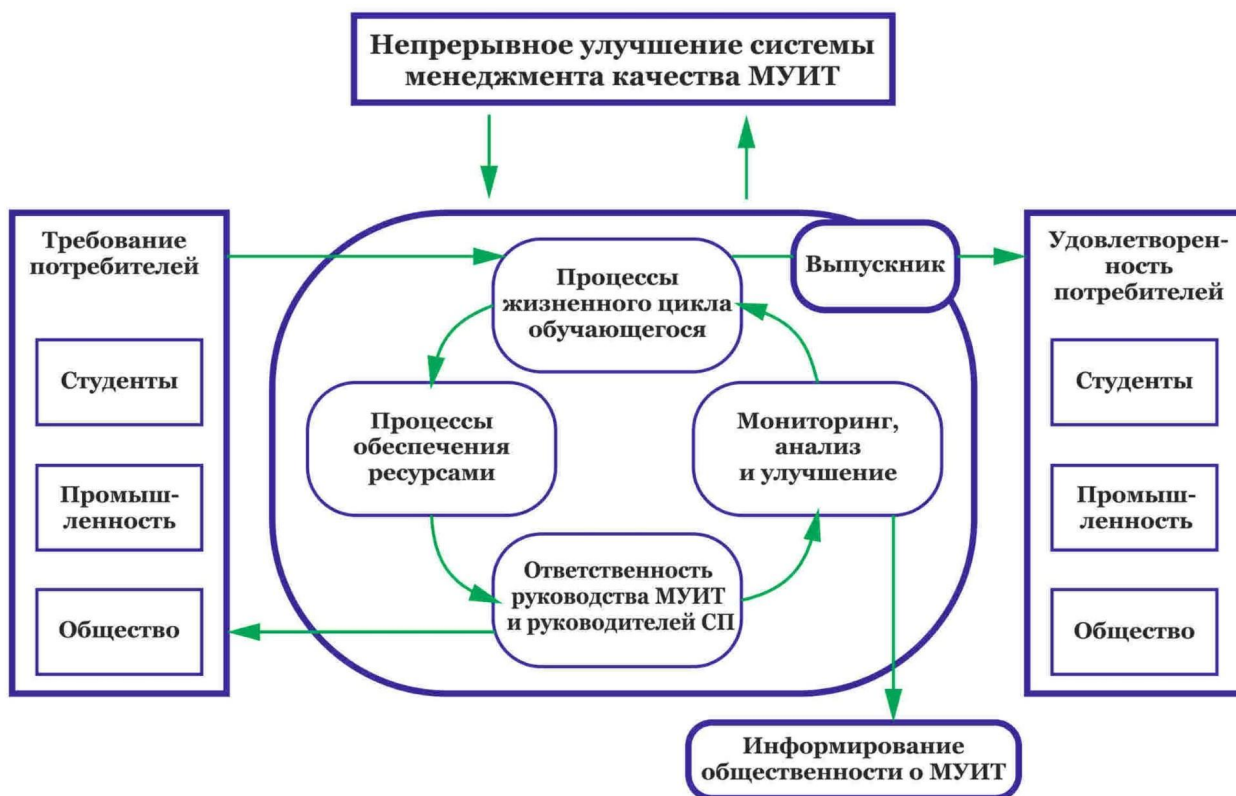 Непрерывное улучшение системы
менеджмента качества МУИТ
Требование
потребителей
Студенты
Промыш-
ленность
Общество
Процессы
жизненного цикла
обучающегося
Выпускник
Процессы
обеспечения
ресурсами
Мониторинг,
анализ
и улучшение
Ответственность
руководства МУИТ
и руководителей СП
Удовлетворен-
ность
потребителей
Студенты
Промыш-
ленность
Общество
Информирование
общественности о МУИТ